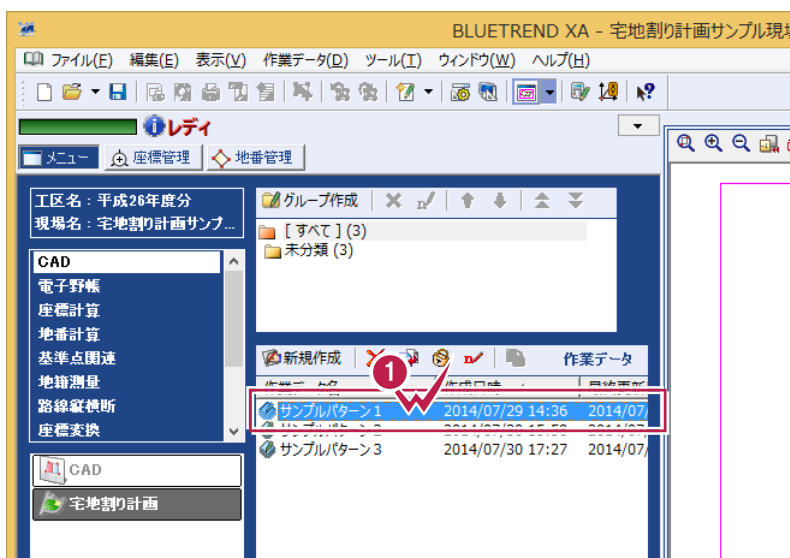 BLUETREND XA - 宅地割り計画サンプル現場
ファイル(F) 編集(E) 表示(V) 作業データ(D) ツール(T) ウィンドウ(W) ヘルプ(H)
レディ
メニュー 座標管理 地番管理
工区名：平成26年度分
現場名：宅地割り計画サンプ...
グループ作成
[ すべて ] (3)
未分類 (3)
CAD
電子野帳
座標計算
地番計算
基準点関連
地籍測量
路線縦横断
座標変換
新規作成 作業データ
1
サンプルパターン1 2014/07/29 14:36 2014/07/
サンプルパターン3 2014/07/30 17:27 2014/07/
CAD
宅地割り計画